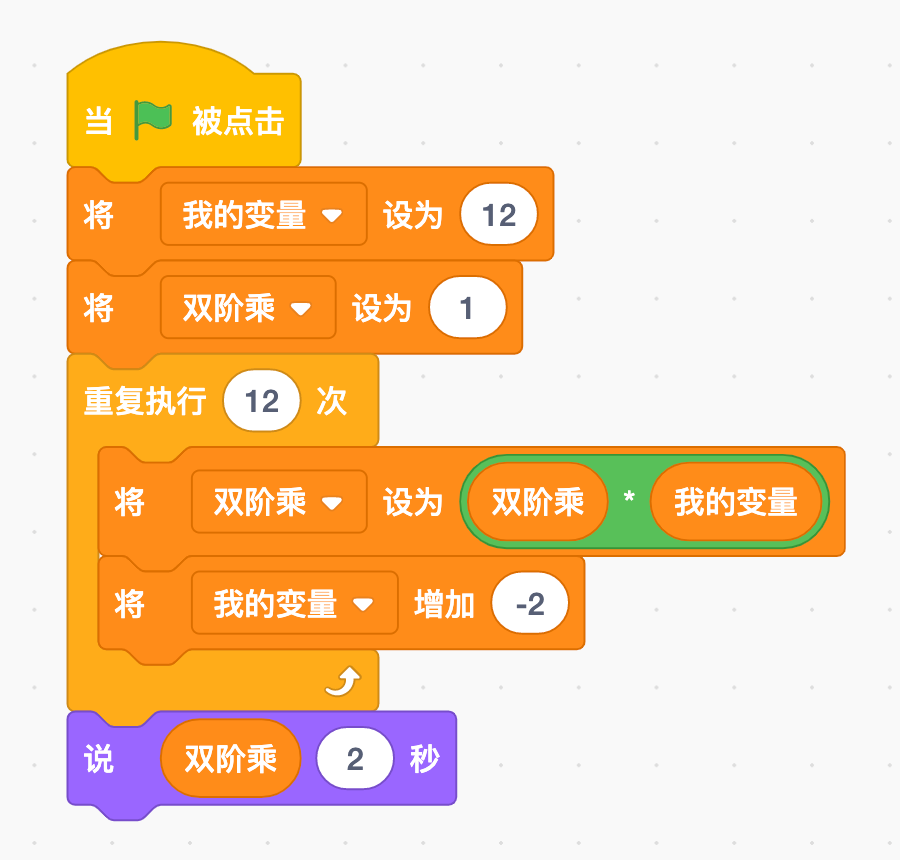 当 被点击
将 我的变量 设为 12
将 双阶乘 设为 1
重复执行 12 次
将 双阶乘 设为 双阶乘 * 我的变量
将 我的变量 增加 -2
说 双阶乘 2 秒